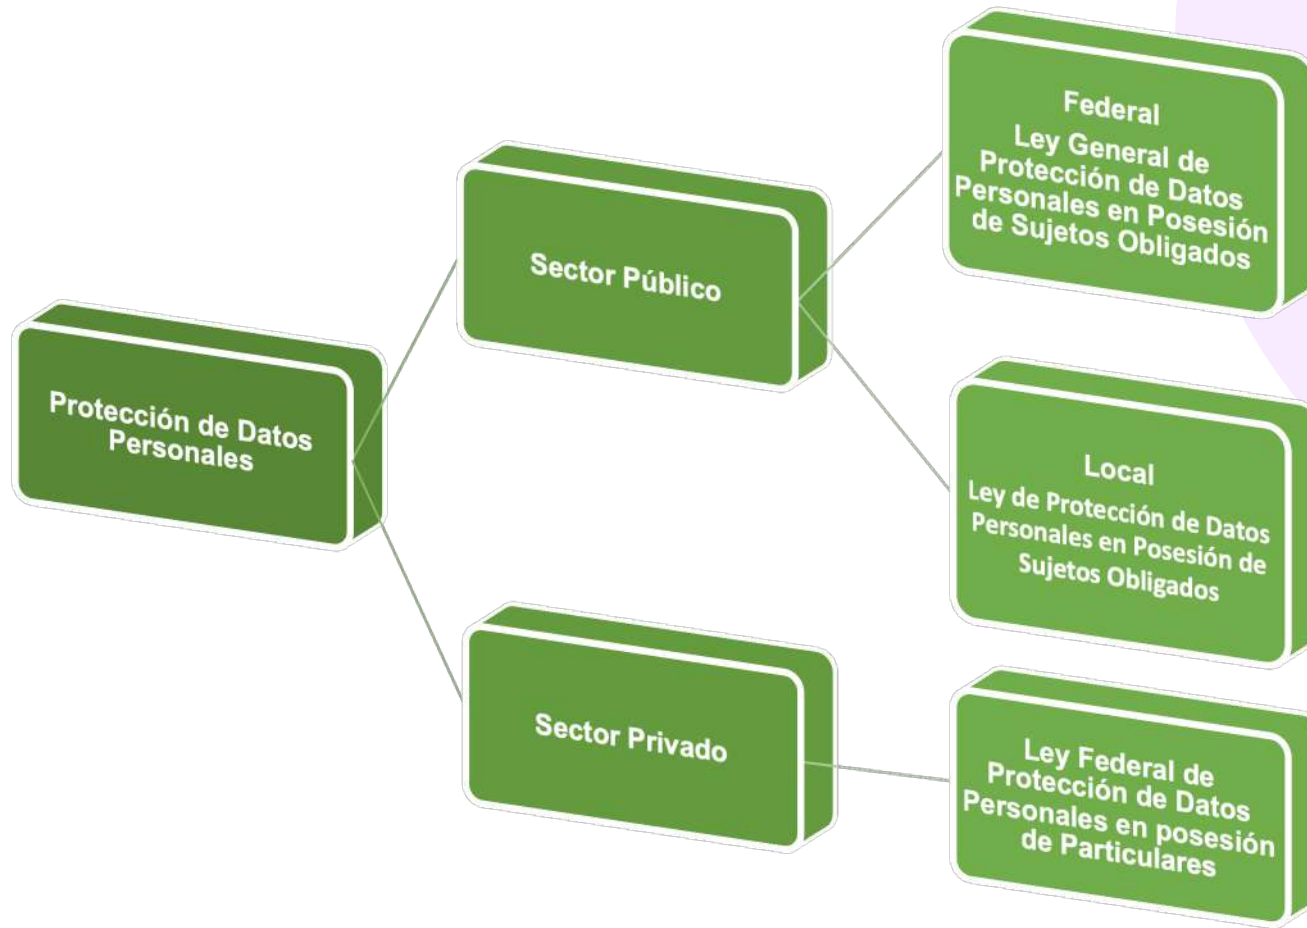 Protección de Datos
Personales
Sector Público
Federal
Ley General de
Protección de Datos
Personales en Posesión
de Sujetos Obligados
Local
Ley de Protección de Datos
Personales en Posesión de
Sujetos Obligados
Sector Privado
Ley Federal de
Protección de Datos
Personales en posesión
de Particulares